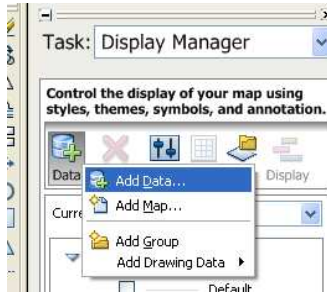 Task: Display Manager
Control the display of your map using
styles, themes, symbols, and annotation.
Data
Display
Add Data...
Add Map...
Add Group
Add Drawing Data
Curre
Default